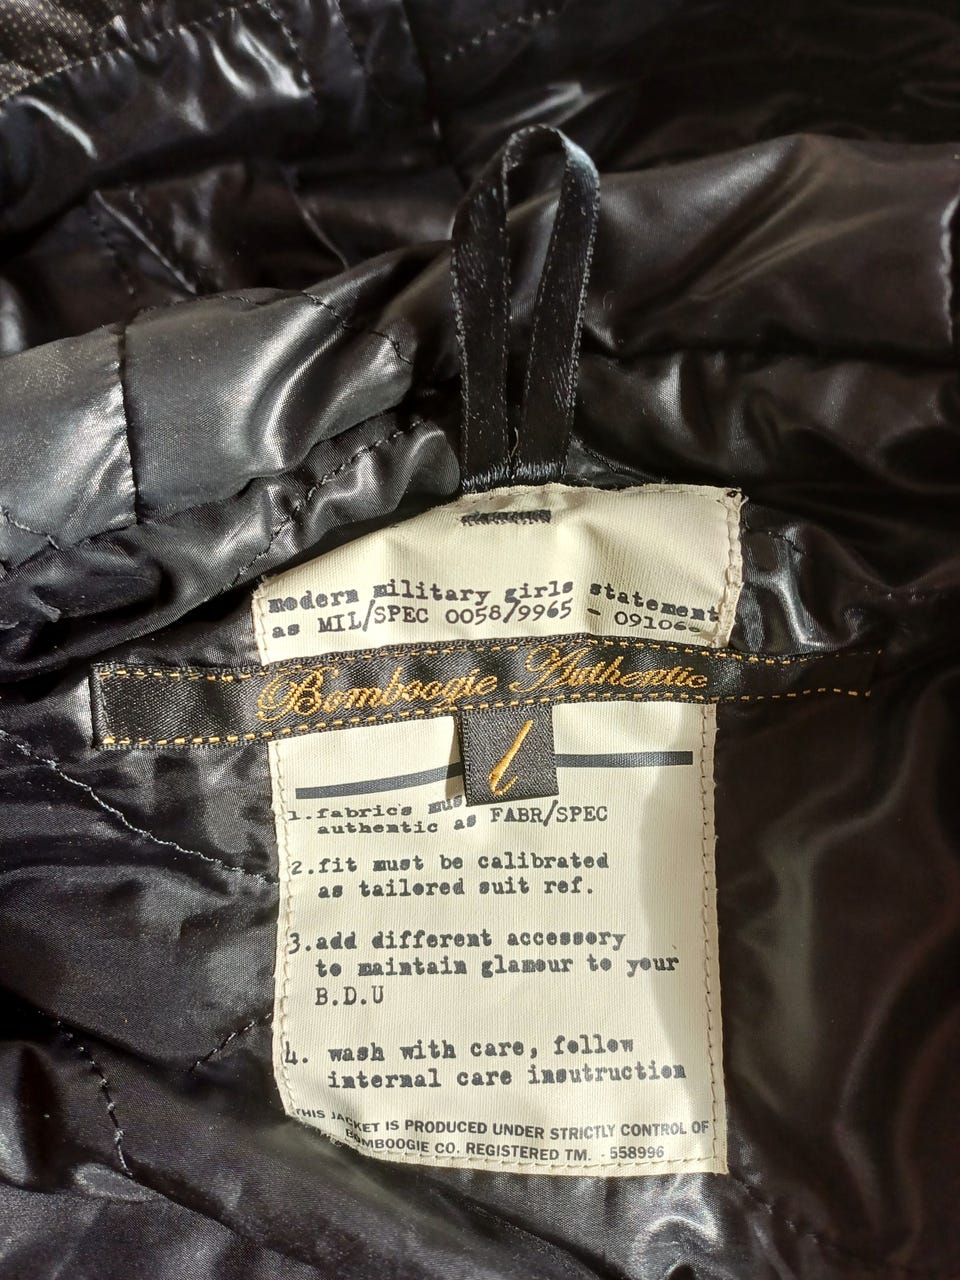 modern military girls statement
as MIL/SPEC 0058/9965 - 09106
Bomboogie Authentic
l
1.fabrics
authentic as FABR/SPEC
2.fit must be calibrated
as tailored suit ref.
3.add different accessory
to maintain glamour to your
B.D.U
4. wash with care, follow
internal care insutruction
THIS JACKET IS PRODUCED UNDER STRICTLY CONTROL OF
BOMBOOGIE CO. REGISTERED TM. - 558996